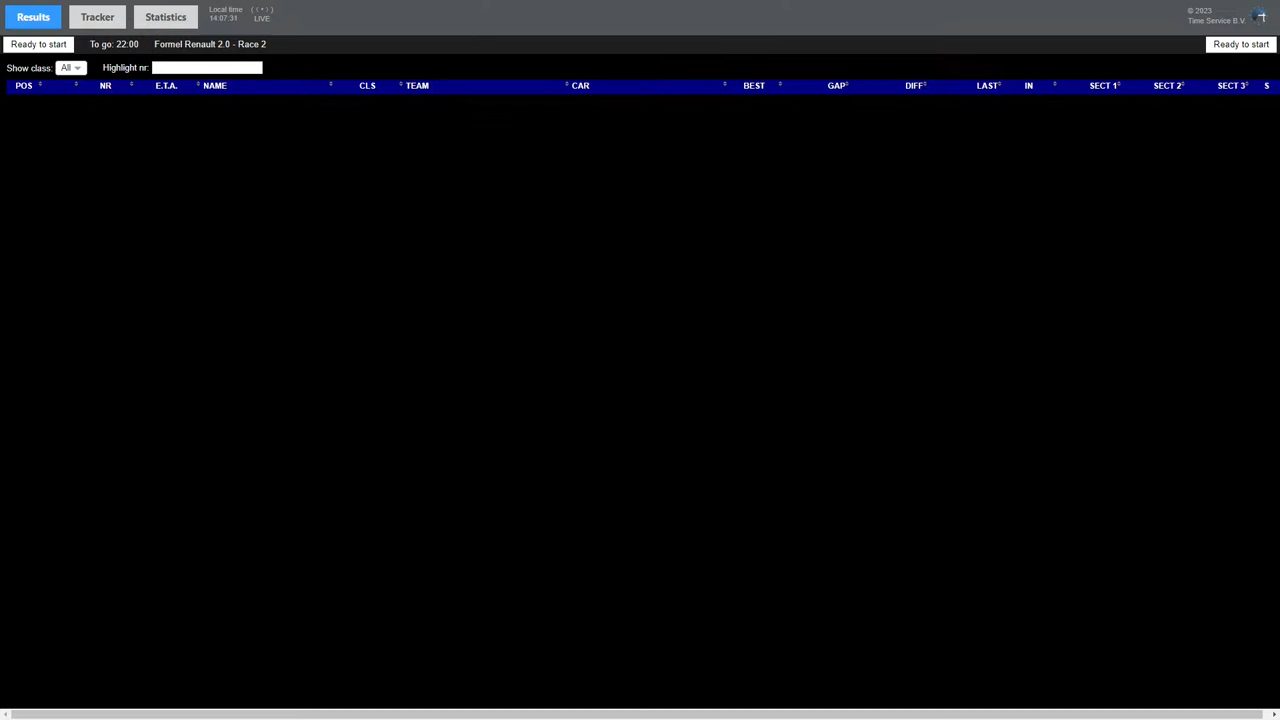 Results Tracker Statistics Local time 14:07:31 LIVE © 2023 Time Service B.V.
Ready to start To go: 22:00 Formel Renault 2.0 - Race 2 Ready to start
Show class: All Highlight nr:
POS NR E.T.A. NAME CLS TEAM CAR BEST GAP DIFF LAST IN SECT 1 SECT 2 SECT 3 S